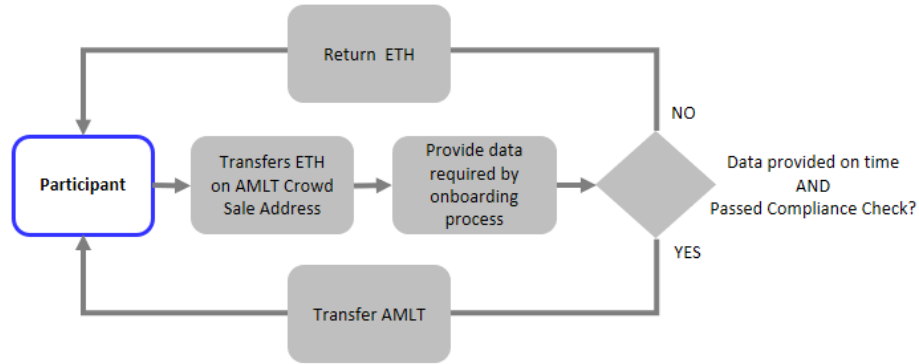 Return ETH
NO
Participant
Transfers ETH
on AMLT Crowd
Sale Address
Provide data
required by
onboarding
process
Data provided on time
AND
Passed Compliance Check?
YES
Transfer AMLT